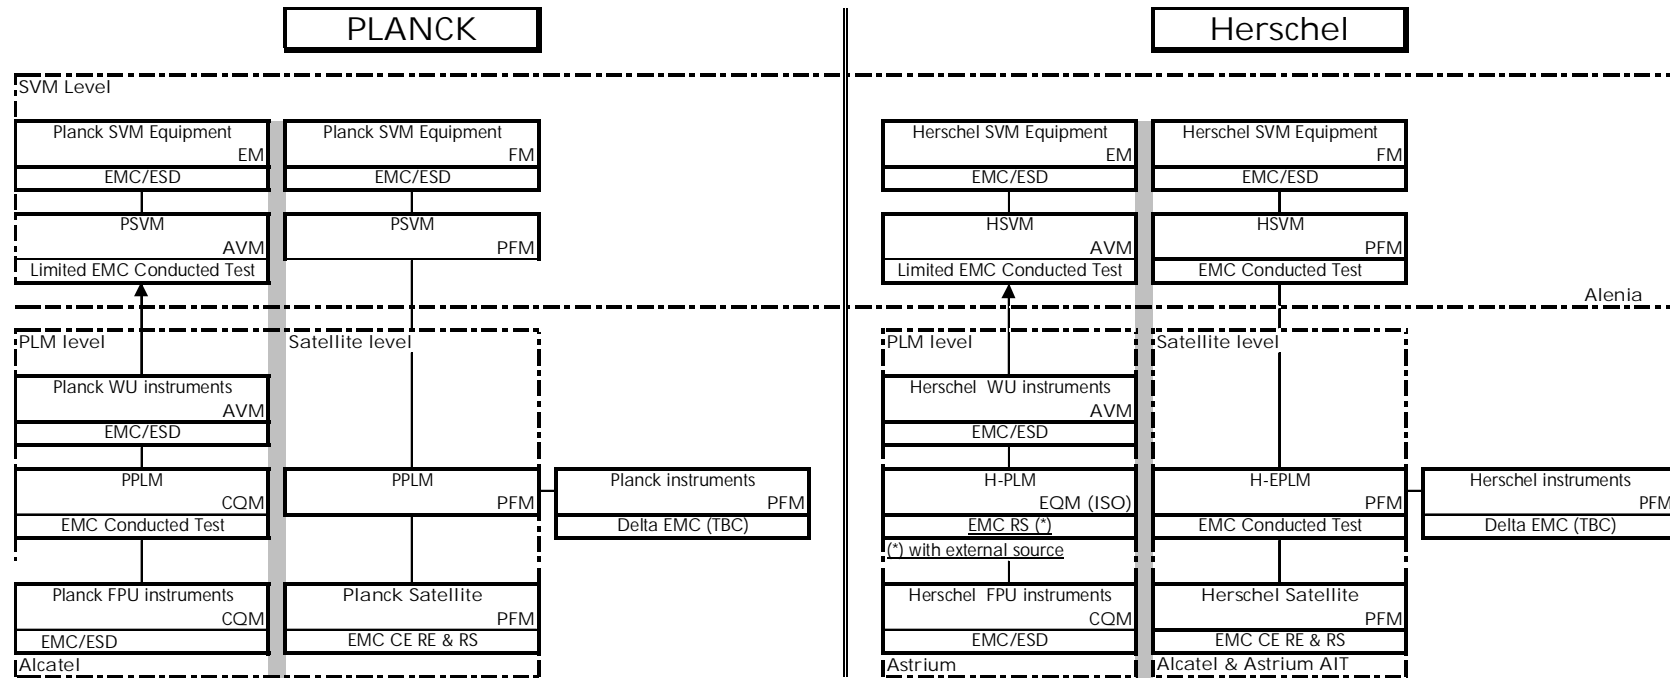 PLANCK
SVM Level
Planck SVM Equipment
EM
EMC/ESD
Planck SVM Equipment
FM
EMC/ESD
PSVM
AVM
Limited EMC Conducted Test
PSVM
PFM
PLM level
Satellite level
Planck WU instruments
AVM
EMC/ESD
PPLM
CQM
EMC Conducted Test
PPLM
PFM
Planck instruments
PFM
Delta EMC (TBC)
Planck FPU instruments
CQM
EMC/ESD
Planck Satellite
PFM
EMC CE RE & RS
Alcatel
Herschel
Herschel SVM Equipment
EM
EMC/ESD
Herschel SVM Equipment
FM
EMC/ESD
HSVM
AVM
Limited EMC Conducted Test
HSVM
PFM
EMC Conducted Test
Alenia
PLM level
Satellite level
Herschel WU instruments
AVM
EMC/ESD
H-PLM
EQM (ISO)
EMC RS (*)
(*) with external source
H-EPLM
PFM
EMC Conducted Test
Herschel instruments
PFM
Delta EMC (TBC)
Herschel FPU instruments
CQM
EMC/ESD
Herschel Satellite
PFM
EMC CE RE & RS
Astrium
Alcatel & Astrium AIT